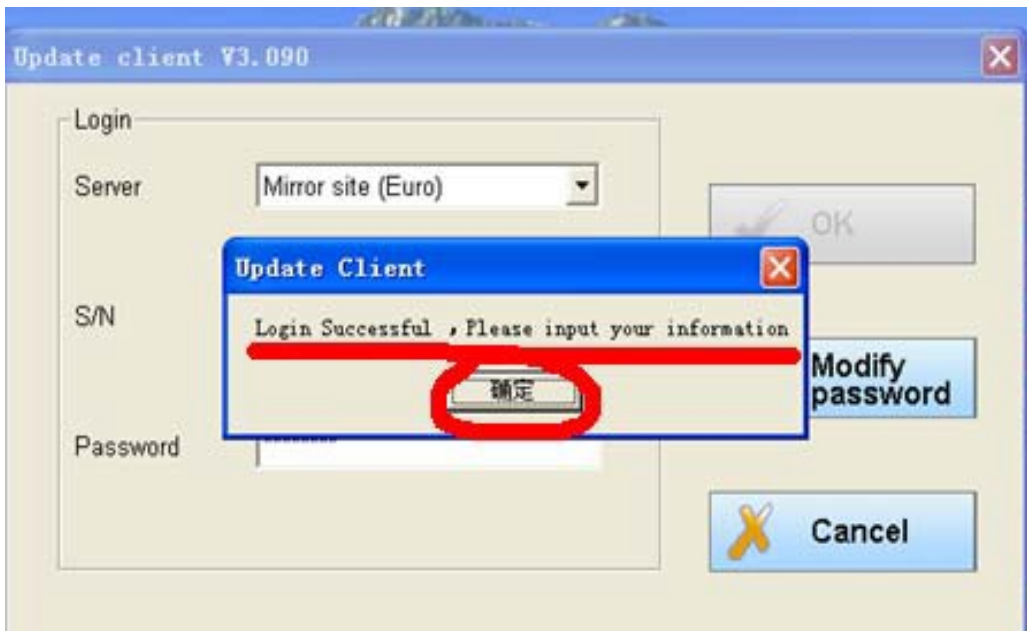 Update client V3.090
Login
Server
Mirror site (Euro)
OK
Update Client
S/N
Login Successful ,Please input your information
确定
Modify
password
Password
Cancel